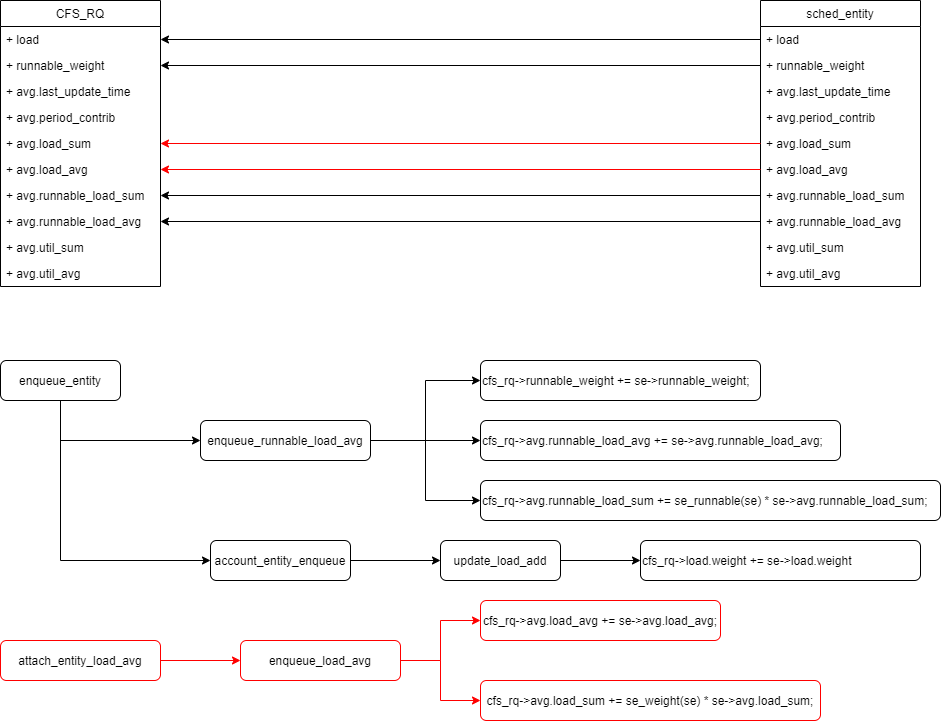 CFS_RQ
+ load
+ runnable_weight
+ avg.last_update_time
+ avg.period_contrib
+ avg.load_sum
+ avg.load_avg
+ avg.runnable_load_sum
+ avg.runnable_load_avg
+ avg.util_sum
+ avg.util_avg
sched_entity
+ load
+ runnable_weight
+ avg.last_update_time
+ avg.period_contrib
+ avg.load_sum
+ avg.load_avg
+ avg.runnable_load_sum
+ avg.runnable_load_avg
+ avg.util_sum
+ avg.util_avg
enqueue_entity
enqueue_runnable_load_avg
cfs_rq->runnable_weight += se->runnable_weight;
cfs_rq->avg.runnable_load_avg += se->avg.runnable_load_avg;
cfs_rq->avg.runnable_load_sum += se_runnable(se) * se->avg.runnable_load_sum;
account_entity_enqueue
update_load_add
cfs_rq->load.weight += se->load.weight
attach_entity_load_avg
enqueue_load_avg
cfs_rq->avg.load_avg += se->avg.load_avg;
cfs_rq->avg.load_sum += se_weight(se) * se->avg.load_sum;